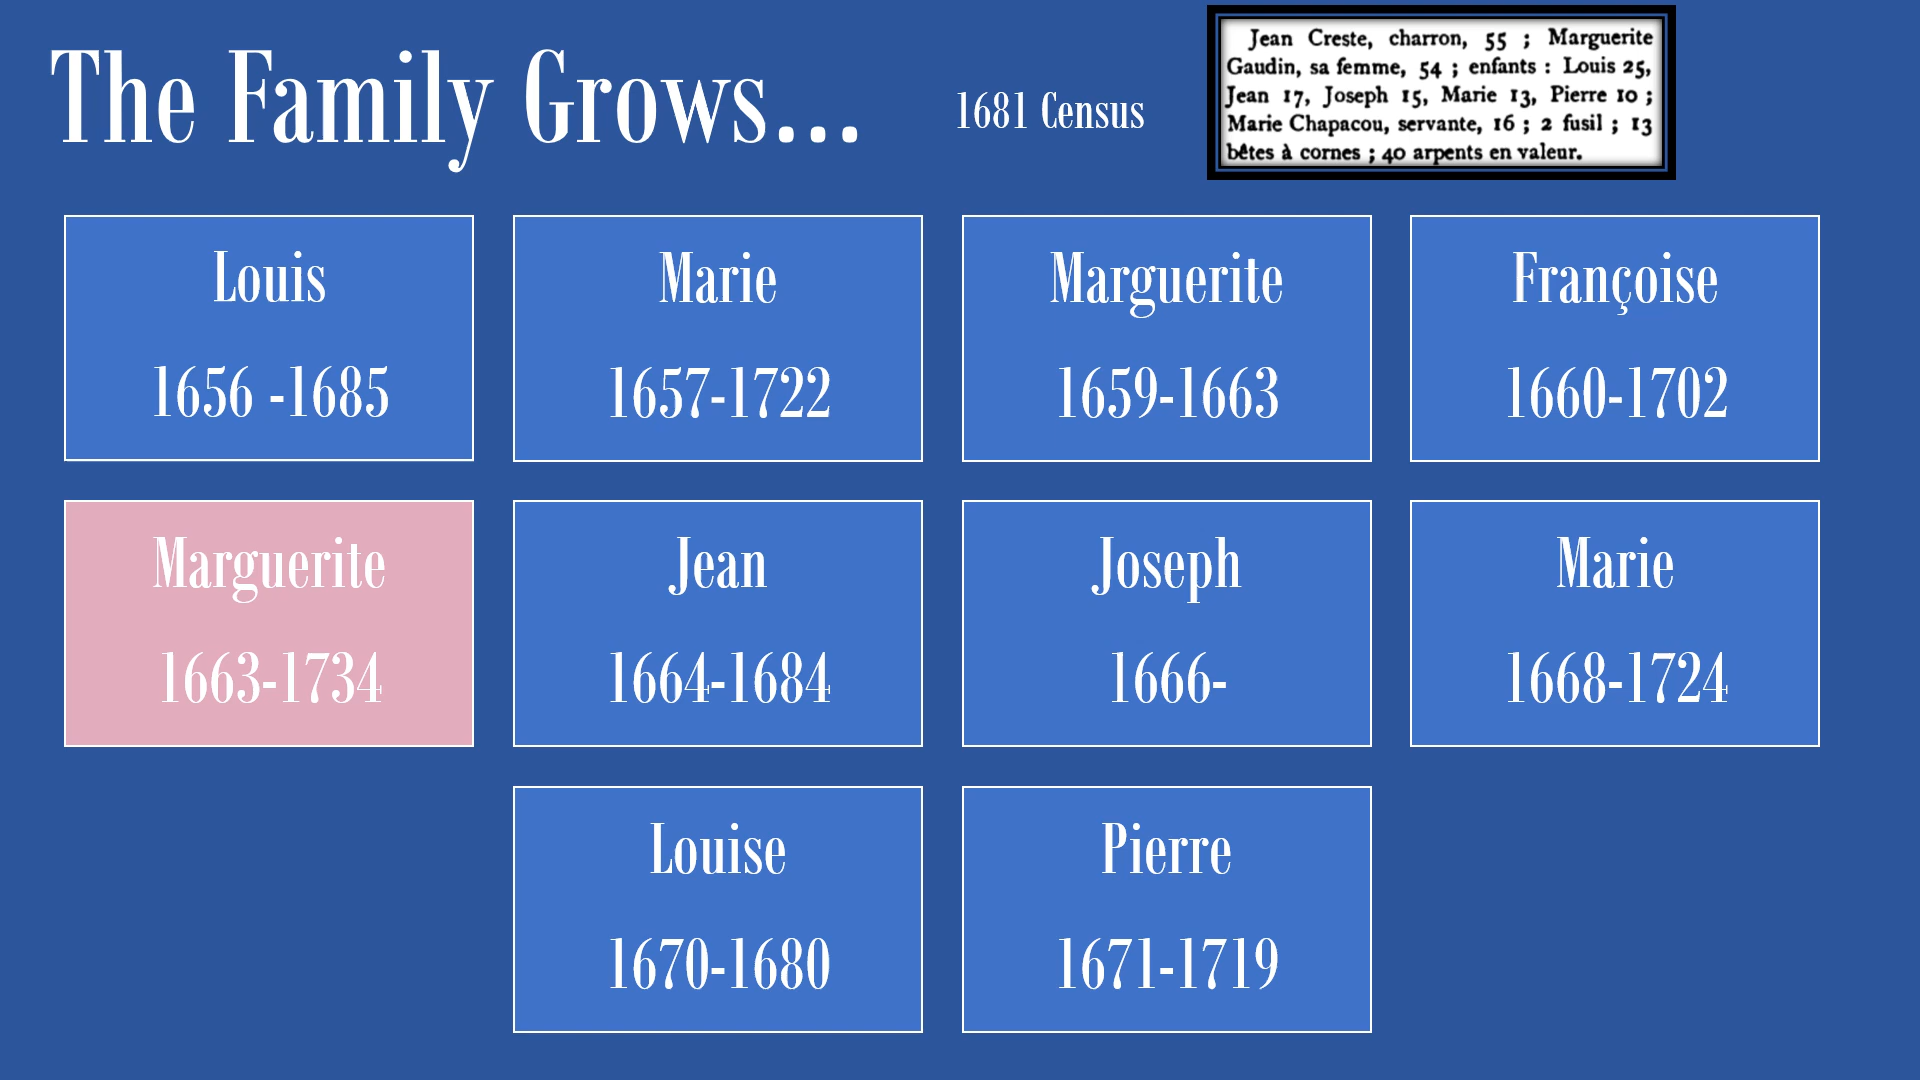 The Family Grows...
1681 Census
Jean Creste, charron, 55 ; Marguerite
Gaudin, sa femme, 54 ; enfants : Louis 25,
Jean 17, Joseph 15, Marie 13, Pierre 10 ;
Marie Chapacou, servante, 16 ; 2 fusil ; 13
bêtes à cornes ; 40 arpents en valeur.
Louis
1656 -1685
Marie
1657-1722
Marguerite
1659-1663
Françoise
1660-1702
Marguerite
1663-1734
Jean
1664-1684
Joseph
1666-
Marie
1668-1724
Louise
1670-1680
Pierre
1671-1719